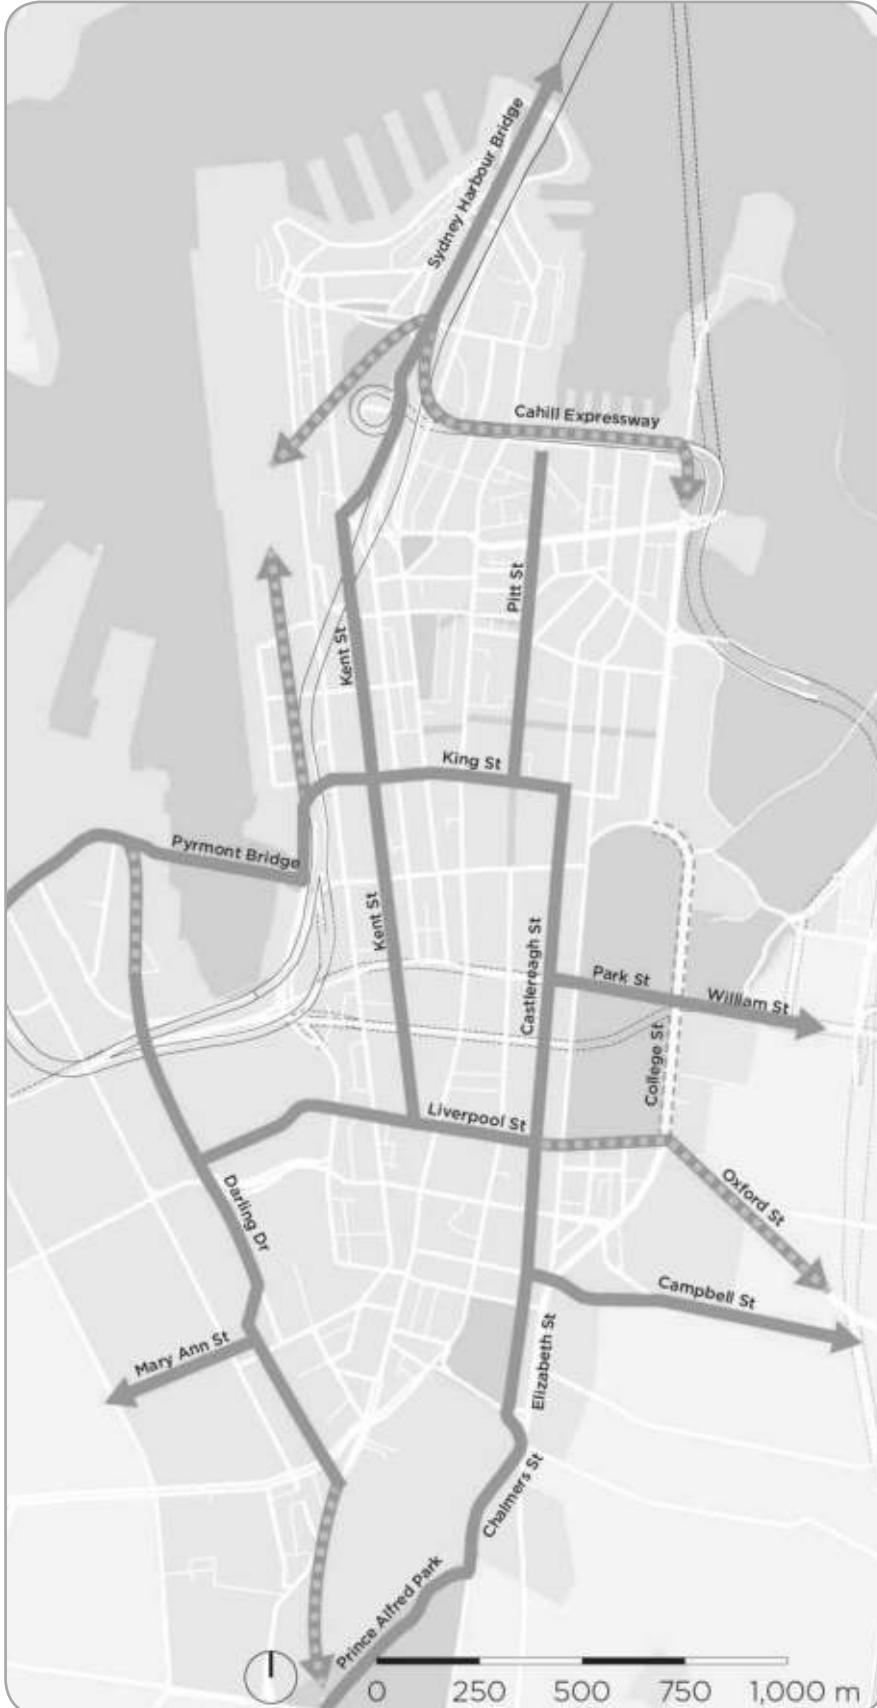 Sydney Harbour Bridge
Cahill Expressway
Pitt St
Kent St
King St
Pyrmont Bridge
Kent St
Castlereagh St
Park St
William St
College St
Liverpool St
Oxford St
Darling Dr
Campbell St
Mary Ann St
Elizabeth St
Chalmers St
Prince Alfred Park
0 250 500 750 1,000 m